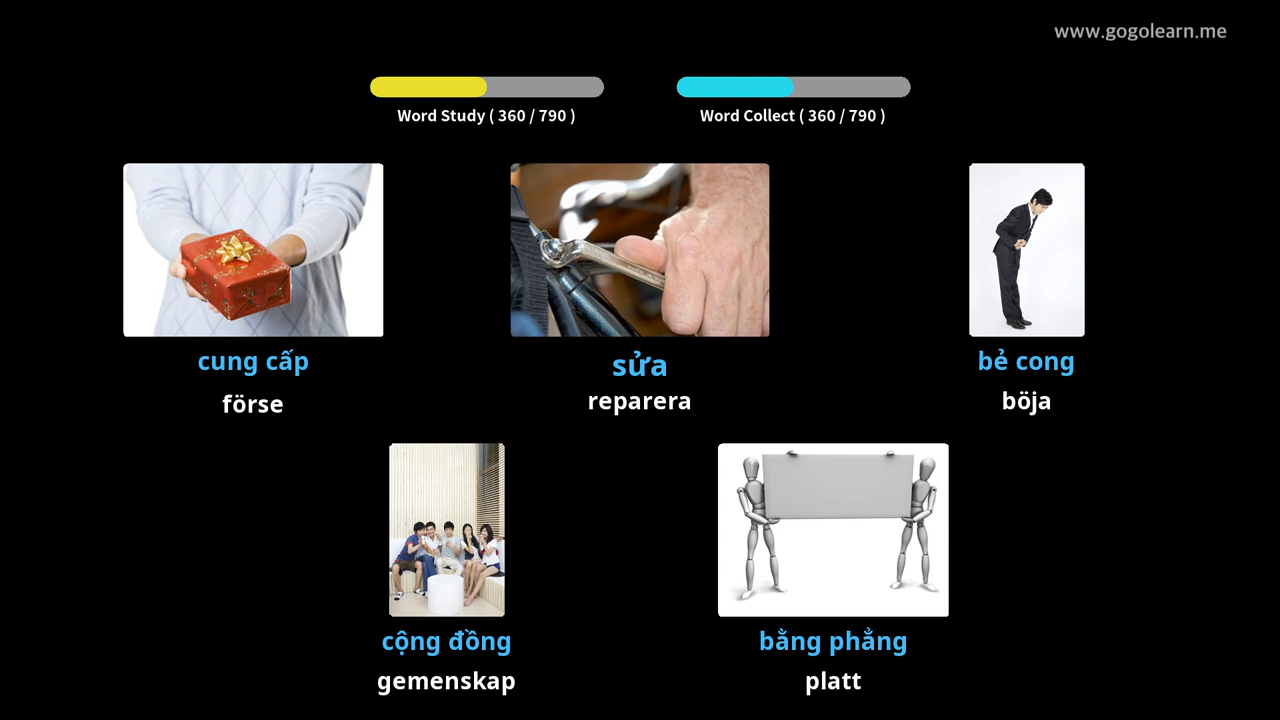 www.gogolearn.me
Word Study ( 360 / 790 )
Word Collect ( 360 / 790 )
cung cấp
förse
sửa
reparera
bẻ cong
böja
cộng đồng
gemenskap
bằng phẳng
platt